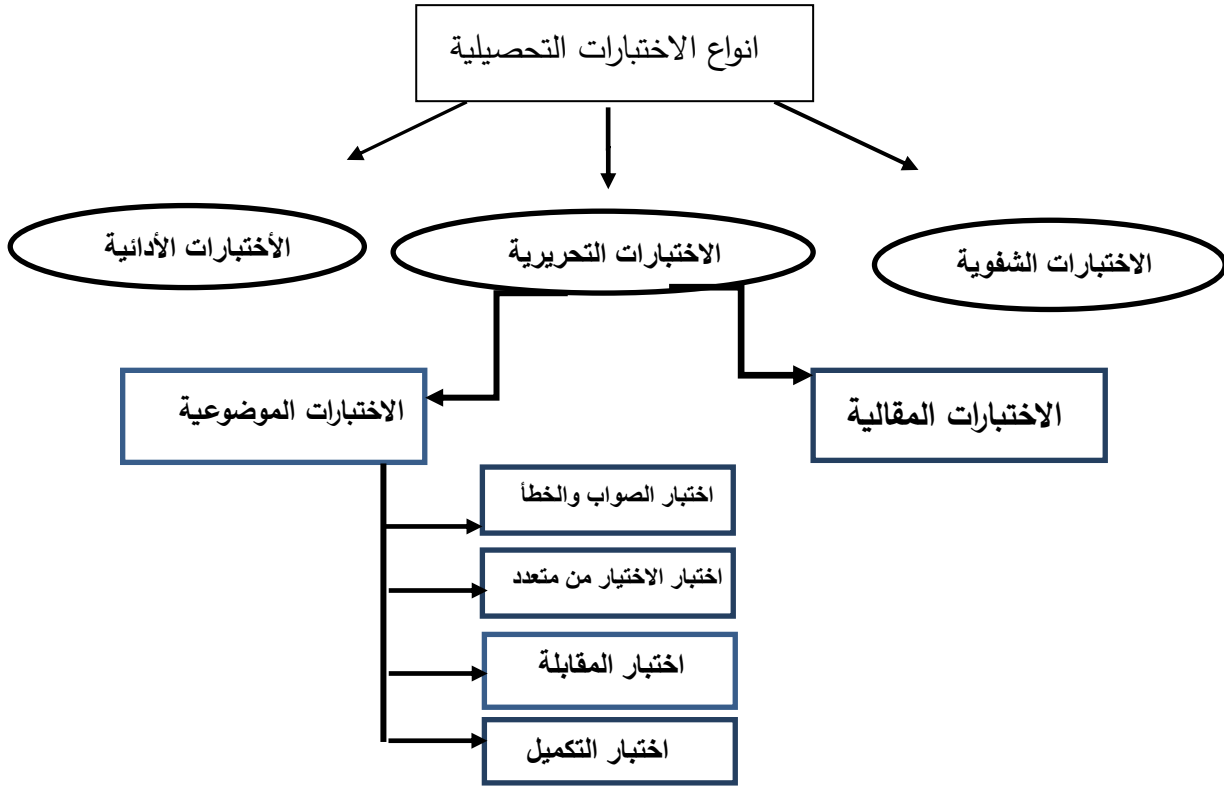 انواع الاختبارات التحصيلية
الاختبارات الشفوية
الاختبارات التحريرية
الأختبارات الأدائية
الاختبارات المقالية
الاختبارات الموضوعية
اختبار الصواب والخطأ
اختبار الاختيار من متعدد
اختبار المقابلة
اختبار التكميل